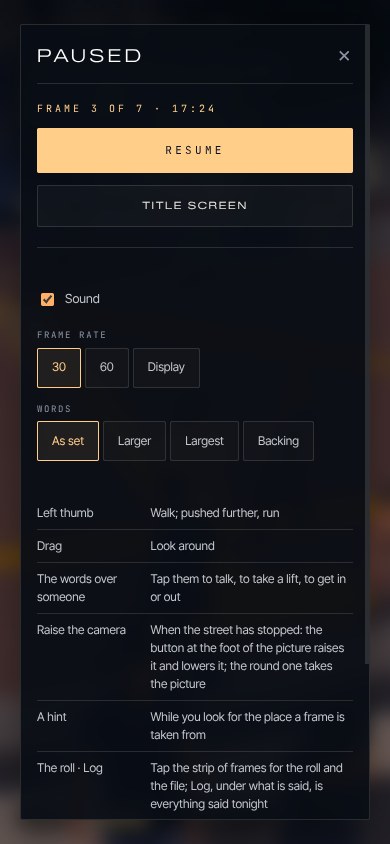 PAUSED ×
FRAME 3 OF 7 · 17:24
RESUME
TITLE SCREEN
Sound
FRAME RATE
30 60 Display
WORDS
As set Larger Largest Backing
Left thumb Walk; pushed further, run
Drag Look around
The words over someone Tap them to talk, to take a lift, to get in
or out
Raise the camera When the street has stopped: the
button at the foot of the picture raises
it and lowers it; the round one takes
the picture
A hint While you look for the place a frame is
taken from
The roll · Log Tap the strip of frames for the roll and
the file; Log, under what is said, is
everything said tonight